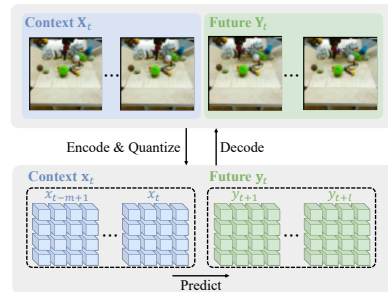 Context X_t Future Y_t
...
...
Encode & Quantize Decode
Context x_t Future y_t
x_{t-m+1} x_t y_{t+1} y_{t+l}
...
...
Predict